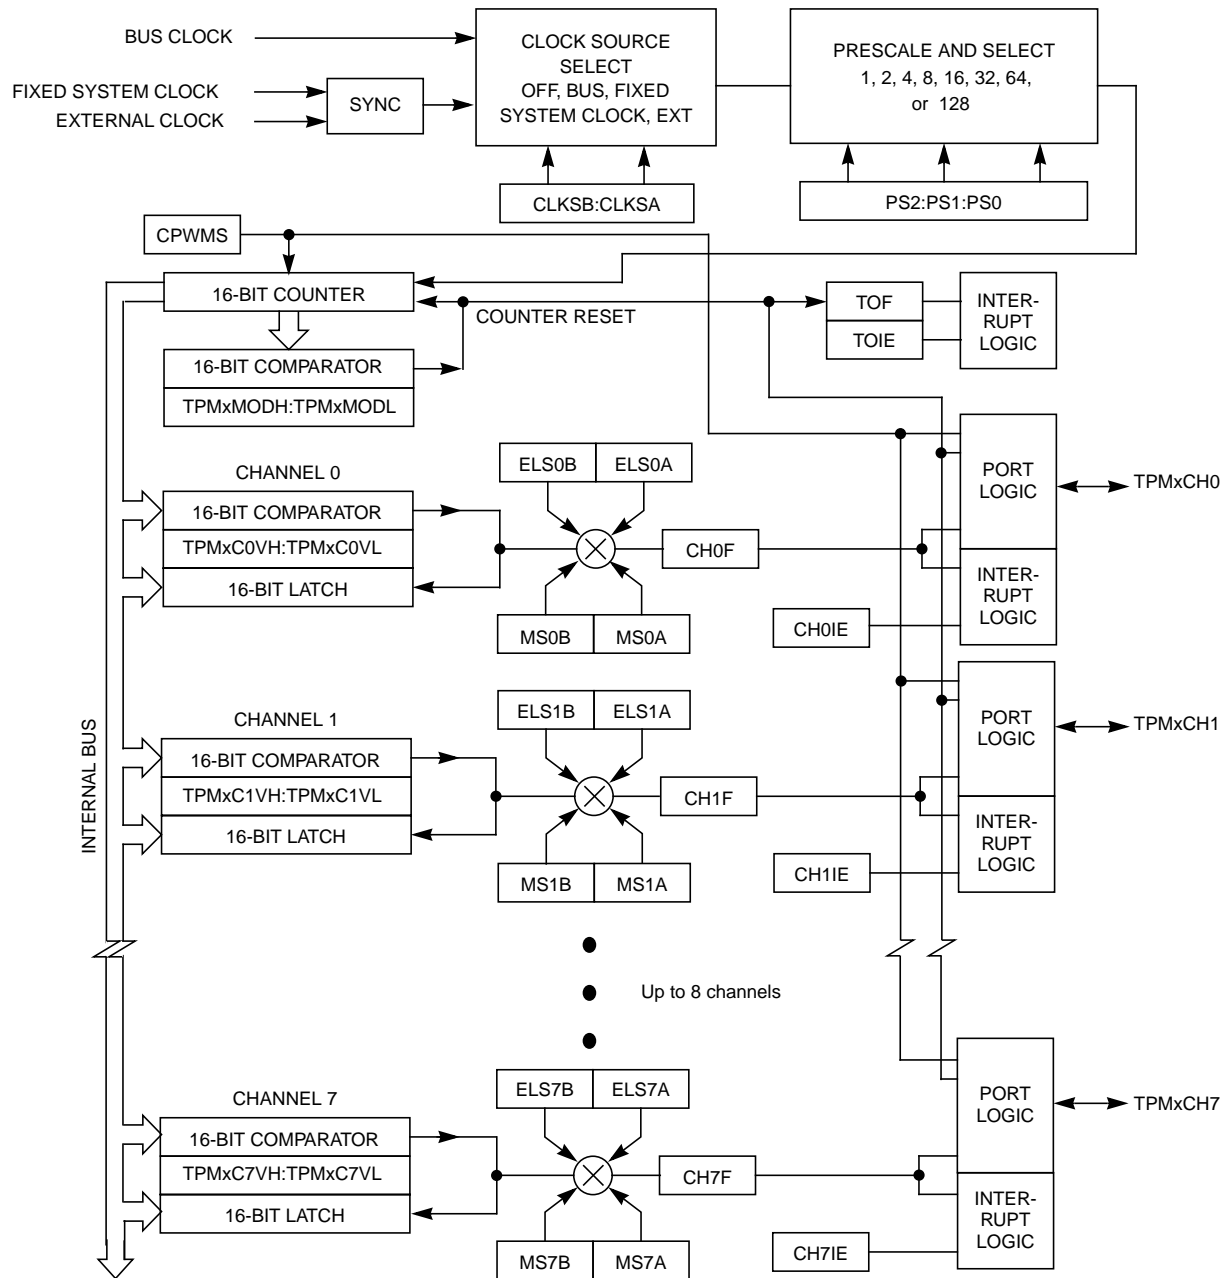 BUS CLOCK
FIXED SYSTEM CLOCK
EXTERNAL CLOCK
SYNC
CLOCK SOURCE
SELECT
OFF, BUS, FIXED
SYSTEM CLOCK, EXT
PRESCALE AND SELECT
1, 2, 4, 8, 16, 32, 64,
or 128
CLKSB:CLKSA
PS2:PS1:PS0
CPWMS
16-BIT COUNTER
COUNTER RESET
TOF
TOIE
INTER-
RUPT
LOGIC
16-BIT COMPARATOR
TPMxMODH:TPMxMODL
CHANNEL 0
16-BIT COMPARATOR
TPMxC0VH:TPMxC0VL
16-BIT LATCH
ELS0B
ELS0A
MS0B
MS0A
CH0F
CH0IE
PORT
LOGIC
INTER-
RUPT
LOGIC
TPMxCH0
INTERNAL BUS
CHANNEL 1
16-BIT COMPARATOR
TPMxC1VH:TPMxC1VL
16-BIT LATCH
ELS1B
ELS1A
MS1B
MS1A
CH1F
CH1IE
PORT
LOGIC
INTER-
RUPT
LOGIC
TPMxCH1
Up to 8 channels
CHANNEL 7
16-BIT COMPARATOR
TPMxC7VH:TPMxC7VL
16-BIT LATCH
ELS7B
ELS7A
MS7B
MS7A
CH7F
CH7IE
PORT
LOGIC
INTER-
RUPT
LOGIC
TPMxCH7